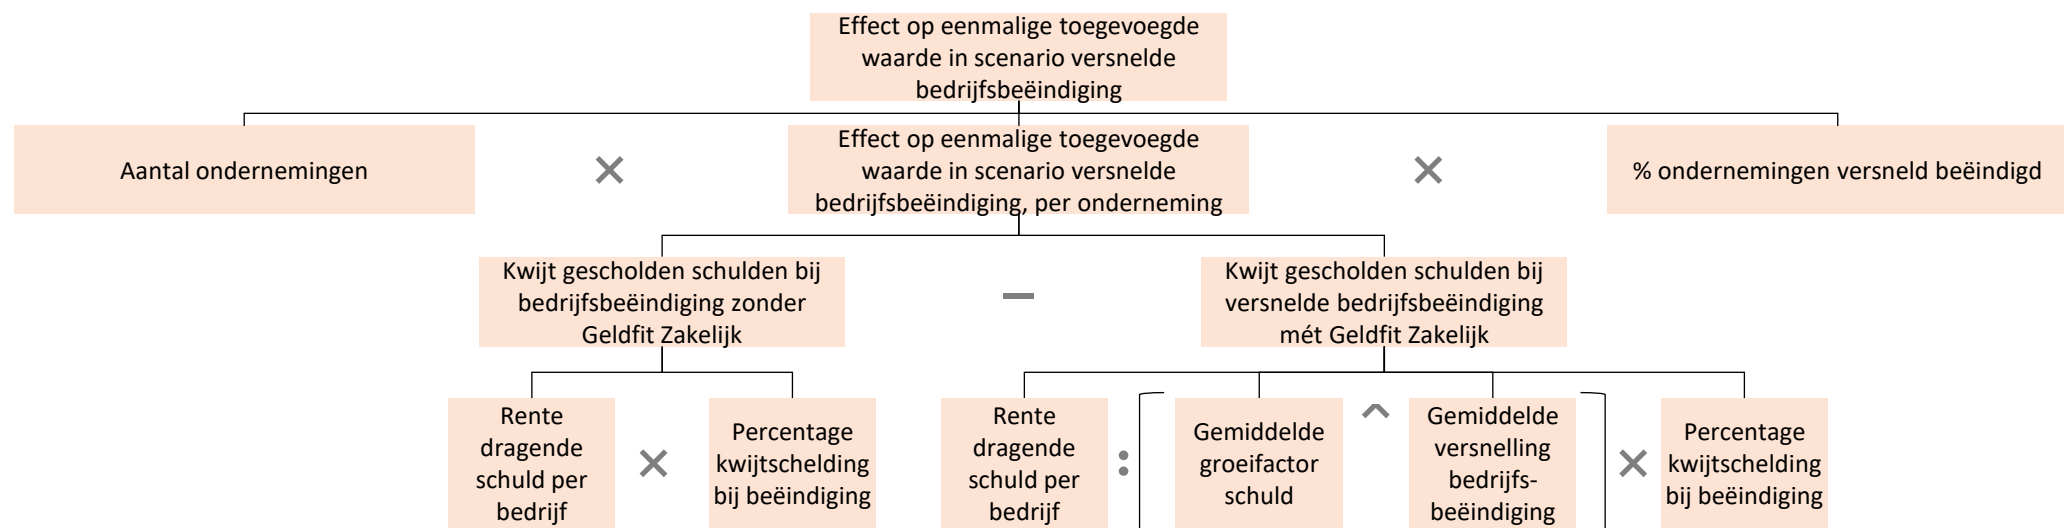 Effect op eenmalige toegevoegde
waarde in scenario versnelde
bedrijfsbeëindiging
Aantal ondernemingen
×
Effect op eenmalige toegevoegde
waarde in scenario versnelde
bedrijfsbeëindiging, per onderneming
×
% ondernemingen versneld beëindigd
Kwijt gescholden schulden bij
bedrijfsbeëindiging zonder
Geldfit Zakelijk
–
Kwijt gescholden schulden bij
versnelde bedrijfsbeëindiging
mét Geldfit Zakelijk
Rente
dragende
schuld per
bedrijf
×
Percentage
kwijtschelding
bij beëindiging
Rente
dragende
schuld per
bedrijf
:
Gemiddelde
groeifactor
schuld
^
Gemiddelde
versnelling
bedrijfs-
beëindiging
×
Percentage
kwijtschelding
bij beëindiging